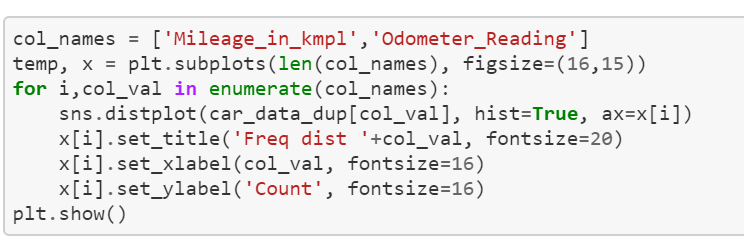 col_names = ['Mileage_in_kmpl','Odometer_Reading']
temp, x = plt.subplots(len(col_names), figsize=(16,15))
for i,col_val in enumerate(col_names):
    sns.distplot(car_data_dup[col_val], hist=True, ax=x[i])
    x[i].set_title('Freq dist '+col_val, fontsize=20)
    x[i].set_xlabel(col_val, fontsize=16)
    x[i].set_ylabel('Count', fontsize=16)
plt.show()